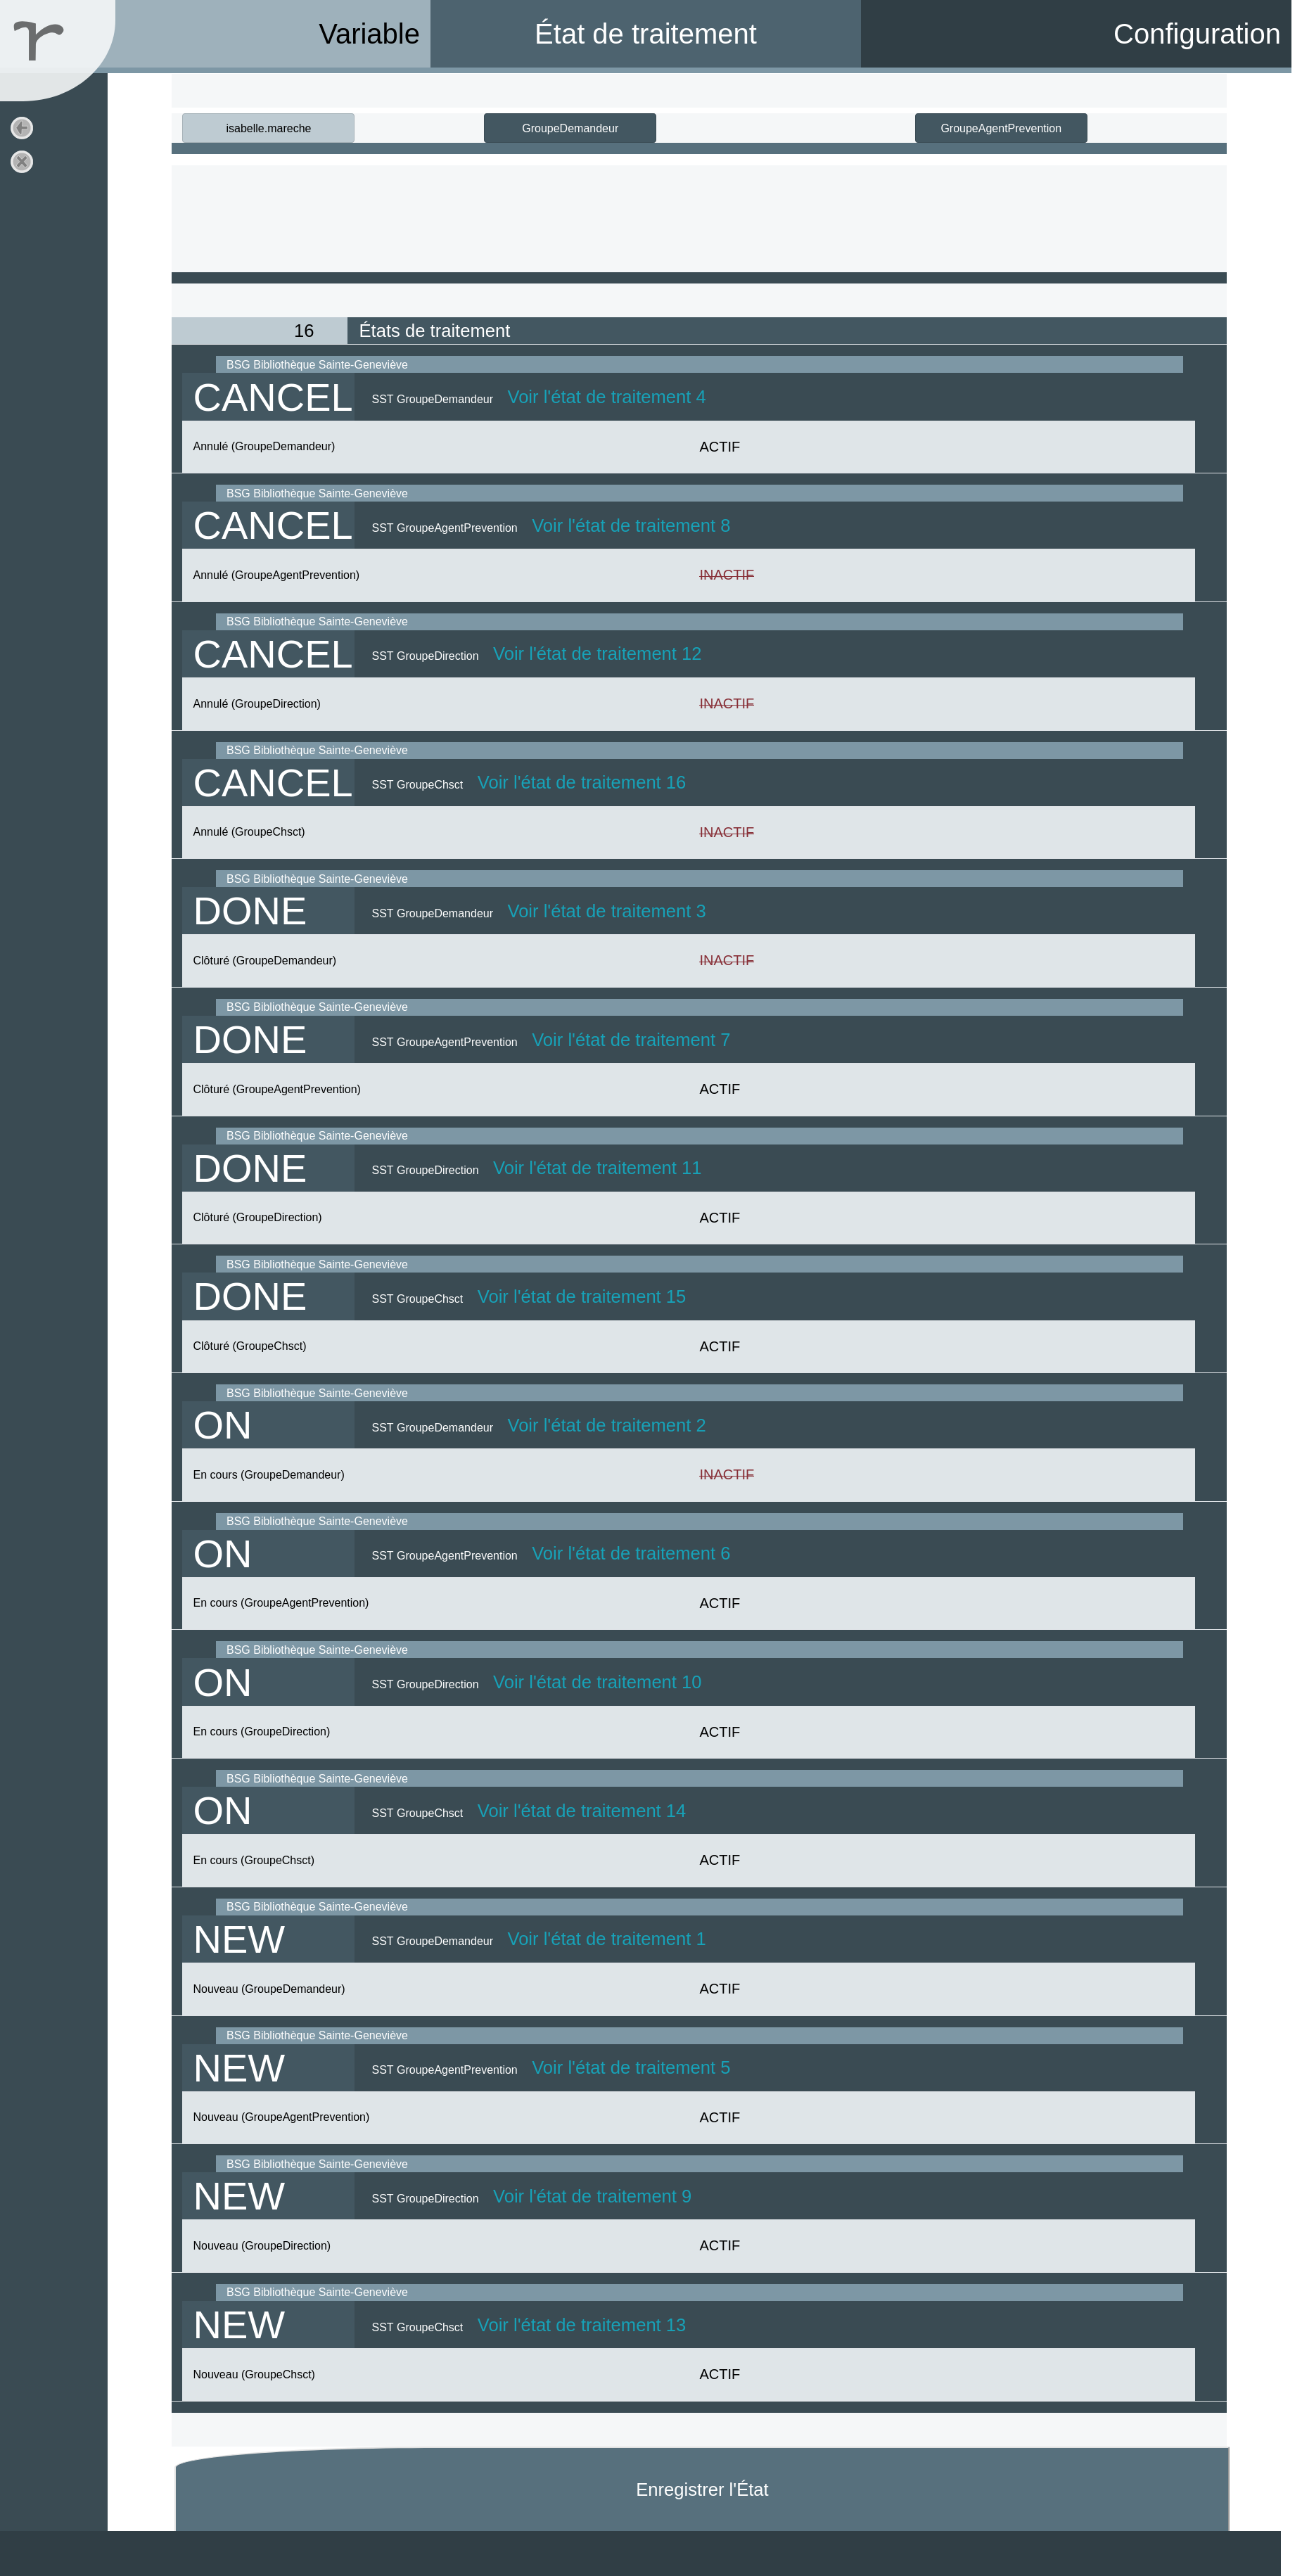 r Variable État de traitement Configuration
isabelle.mareche GroupeDemandeur GroupeAgentPrevention
16 États de traitement
BSG Bibliothèque Sainte-Geneviève
CANCEL SST GroupeDemandeur Voir l'état de traitement 4
Annulé (GroupeDemandeur) ACTIF
BSG Bibliothèque Sainte-Geneviève
CANCEL SST GroupeAgentPrevention Voir l'état de traitement 8
Annulé (GroupeAgentPrevention) INACTIF
BSG Bibliothèque Sainte-Geneviève
CANCEL SST GroupeDirection Voir l'état de traitement 12
Annulé (GroupeDirection) INACTIF
BSG Bibliothèque Sainte-Geneviève
CANCEL SST GroupeChsct Voir l'état de traitement 16
Annulé (GroupeChsct) INACTIF
BSG Bibliothèque Sainte-Geneviève
DONE SST GroupeDemandeur Voir l'état de traitement 3
Clôturé (GroupeDemandeur) INACTIF
BSG Bibliothèque Sainte-Geneviève
DONE SST GroupeAgentPrevention Voir l'état de traitement 7
Clôturé (GroupeAgentPrevention) ACTIF
BSG Bibliothèque Sainte-Geneviève
DONE SST GroupeDirection Voir l'état de traitement 11
Clôturé (GroupeDirection) ACTIF
BSG Bibliothèque Sainte-Geneviève
DONE SST GroupeChsct Voir l'état de traitement 15
Clôturé (GroupeChsct) ACTIF
BSG Bibliothèque Sainte-Geneviève
ON SST GroupeDemandeur Voir l'état de traitement 2
En cours (GroupeDemandeur) INACTIF
BSG Bibliothèque Sainte-Geneviève
ON SST GroupeAgentPrevention Voir l'état de traitement 6
En cours (GroupeAgentPrevention) ACTIF
BSG Bibliothèque Sainte-Geneviève
ON SST GroupeDirection Voir l'état de traitement 10
En cours (GroupeDirection) ACTIF
BSG Bibliothèque Sainte-Geneviève
ON SST GroupeChsct Voir l'état de traitement 14
En cours (GroupeChsct) ACTIF
BSG Bibliothèque Sainte-Geneviève
NEW SST GroupeDemandeur Voir l'état de traitement 1
Nouveau (GroupeDemandeur) ACTIF
BSG Bibliothèque Sainte-Geneviève
NEW SST GroupeAgentPrevention Voir l'état de traitement 5
Nouveau (GroupeAgentPrevention) ACTIF
BSG Bibliothèque Sainte-Geneviève
NEW SST GroupeDirection Voir l'état de traitement 9
Nouveau (GroupeDirection) ACTIF
BSG Bibliothèque Sainte-Geneviève
NEW SST GroupeChsct Voir l'état de traitement 13
Nouveau (GroupeChsct) ACTIF
Enregistrer l'État